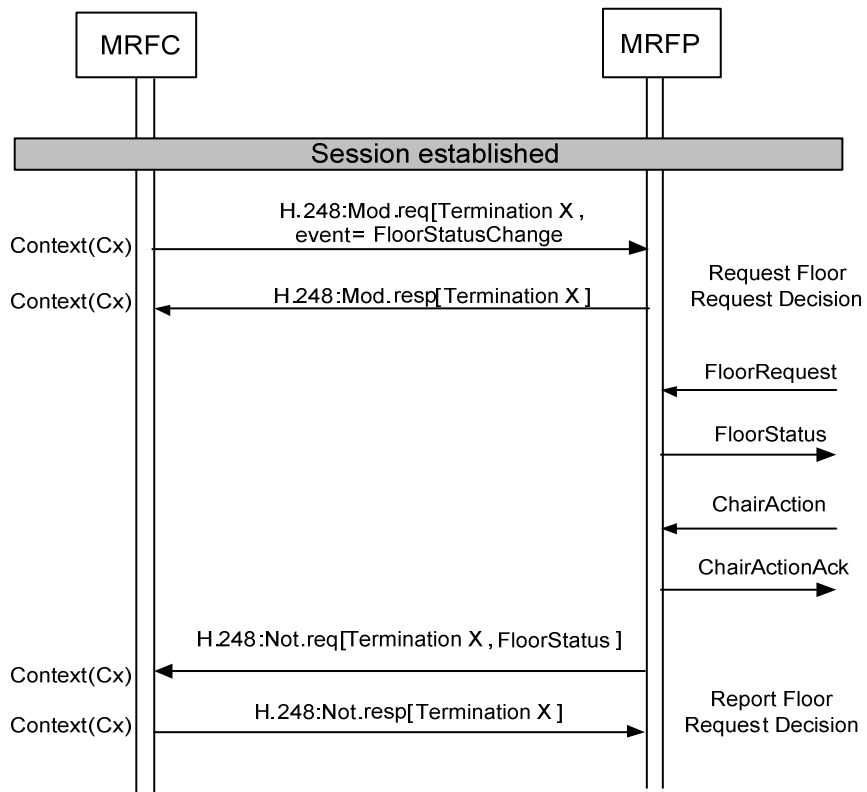 MRFC
MRFP
Session established
H.248:Mod.req[Termination X ,
event= FloorStatusChange
Context(Cx)
H.248:Mod.resp[Termination X ]
Context(Cx)
Request Floor
Request Decision
FloorRequest
FloorStatus
ChairAction
ChairActionAck
H.248:Not.req[Termination X , FloorStatus ]
Context(Cx)
H.248:Not.resp[Termination X ]
Context(Cx)
Report Floor
Request Decision